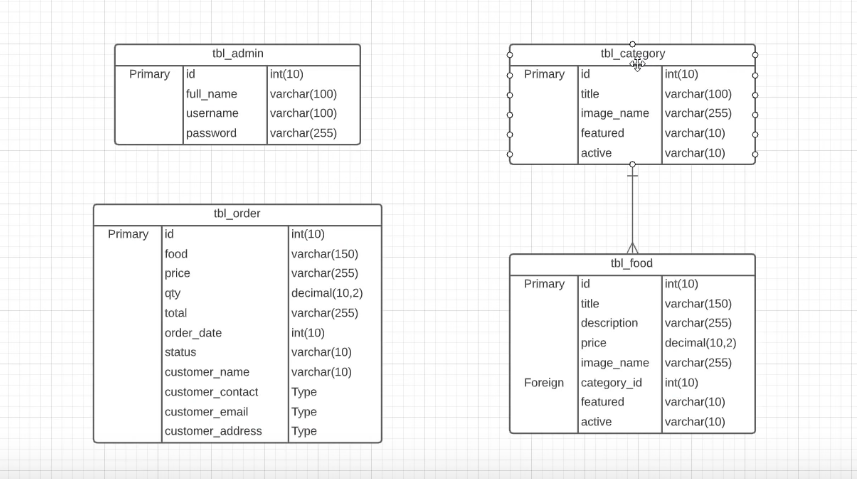 tbl_admin
Primary id int(10)
full_name varchar(100)
username varchar(100)
password varchar(255)
tbl_category
Primary id int(10)
title varchar(100)
image_name varchar(255)
featured varchar(10)
active varchar(10)
tbl_order
Primary id int(10)
food varchar(150)
price varchar(255)
qty decimal(10,2)
total varchar(255)
order_date int(10)
status varchar(10)
customer_name varchar(10)
customer_contact Type
customer_email Type
customer_address Type
tbl_food
Primary id int(10)
title varchar(150)
description varchar(255)
price decimal(10,2)
image_name varchar(255)
Foreign category_id int(10)
featured varchar(10)
active varchar(10)